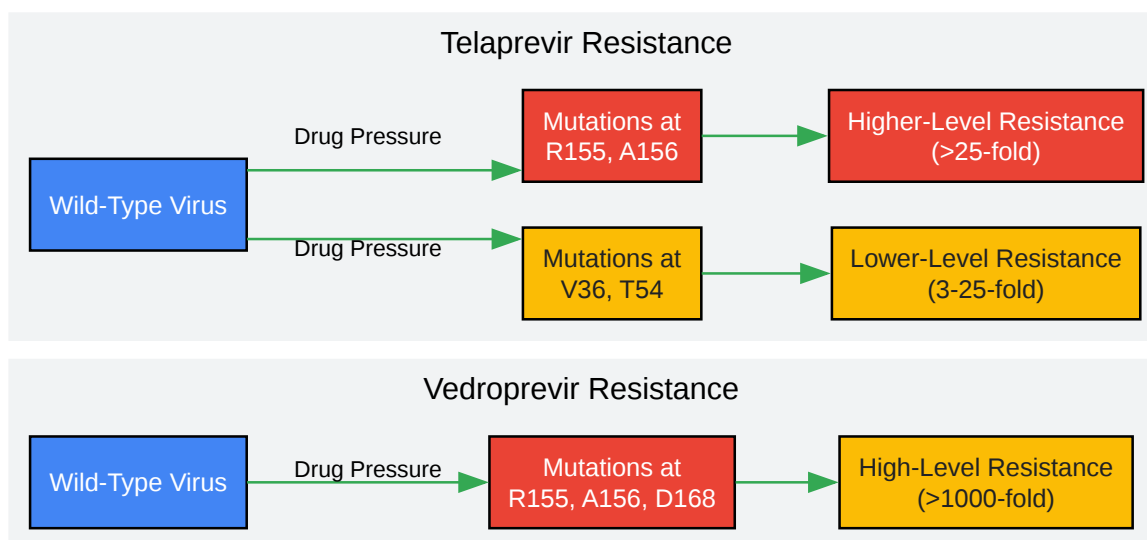 Telaprevir Resistance
Drug Pressure
Mutations at
R155, A156
Higher-Level Resistance
(>25-fold)
Wild-Type Virus
Drug Pressure
Mutations at
V36, T54
Lower-Level Resistance
(3-25-fold)
Vedroprevir Resistance
Wild-Type Virus
Drug Pressure
Mutations at
R155, A156, D168
High-Level Resistance
(>1000-fold)